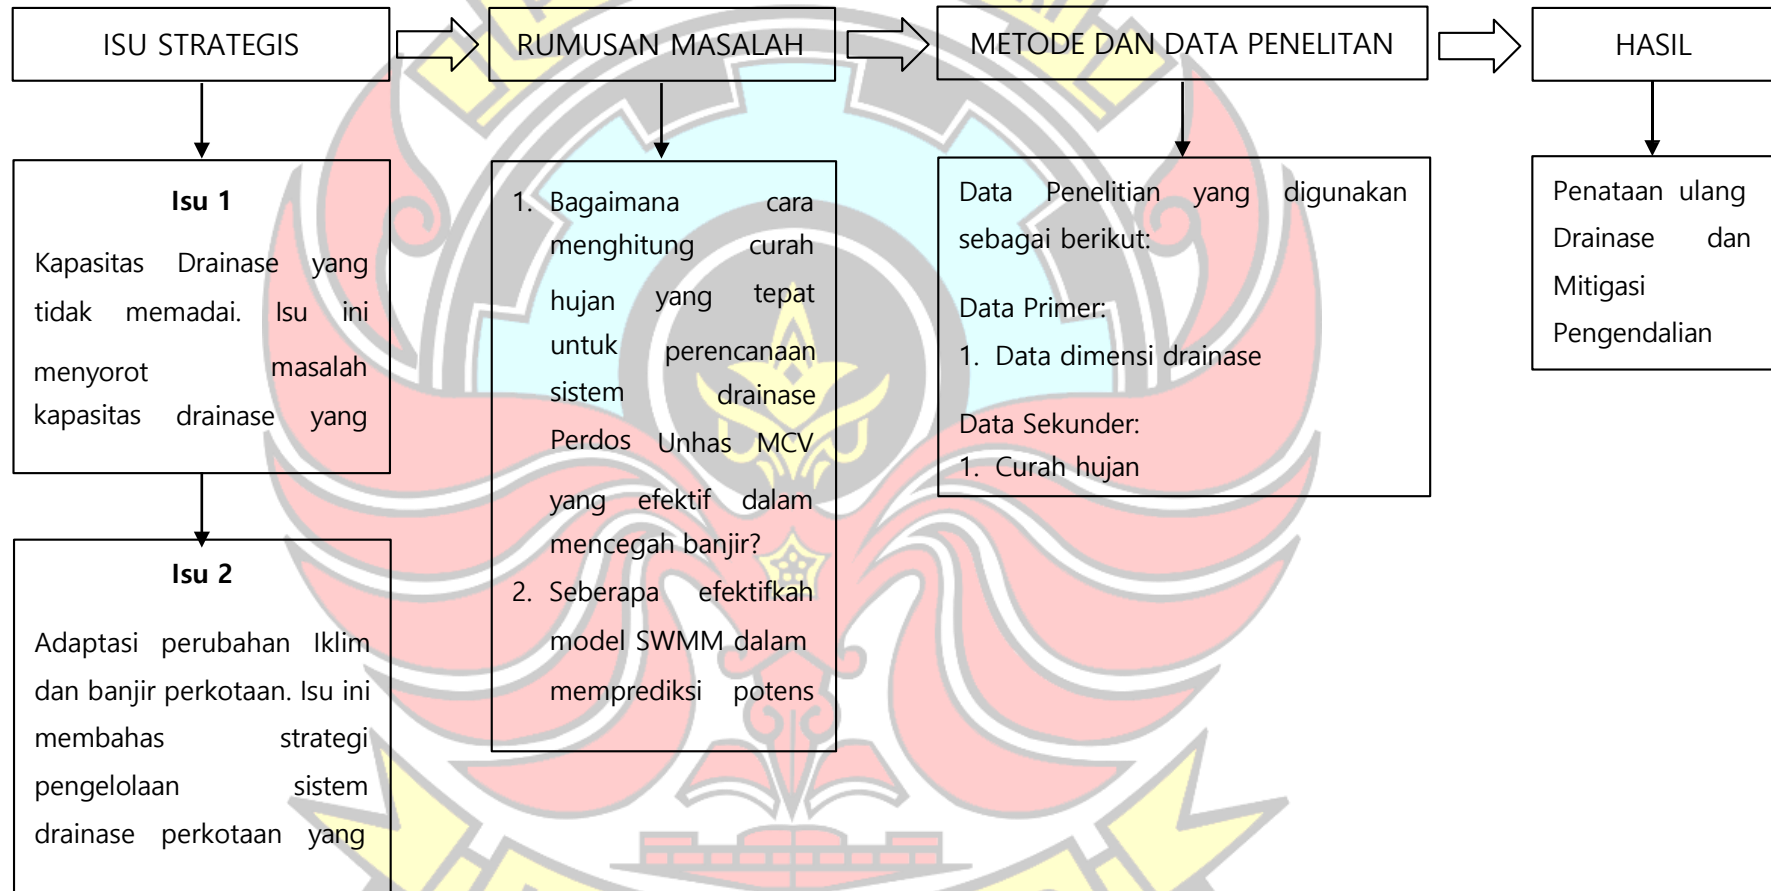 ISU STRATEGIS
RUMUSAN MASALAH
METODE DAN DATA PENELITAN
HASIL
Isu 1
Kapasitas Drainase yang
tidak memadai. Isu ini
menyorot masalah
kapasitas drainase yang
Isu 2
Adaptasi perubahan Iklim
dan banjir perkotaan. Isu ini
membahas strategi
pengelolaan sistem
drainase perkotaan yang
1. Bagaimana cara
menghitung curah
hujan yang tepat
untuk perencanaan
sistem drainase
Perdos Unhas MCV
yang efektif dalam
mencegah banjir?
2. Seberapa efektifkah
model SWMM dalam
memprediksi potens
Data Penelitian yang digunakan
sebagai berikut:
Data Primer:
1. Data dimensi drainase
Data Sekunder:
1. Curah hujan
Penataan ulang
Drainase dan
Mitigasi
Pengendalian